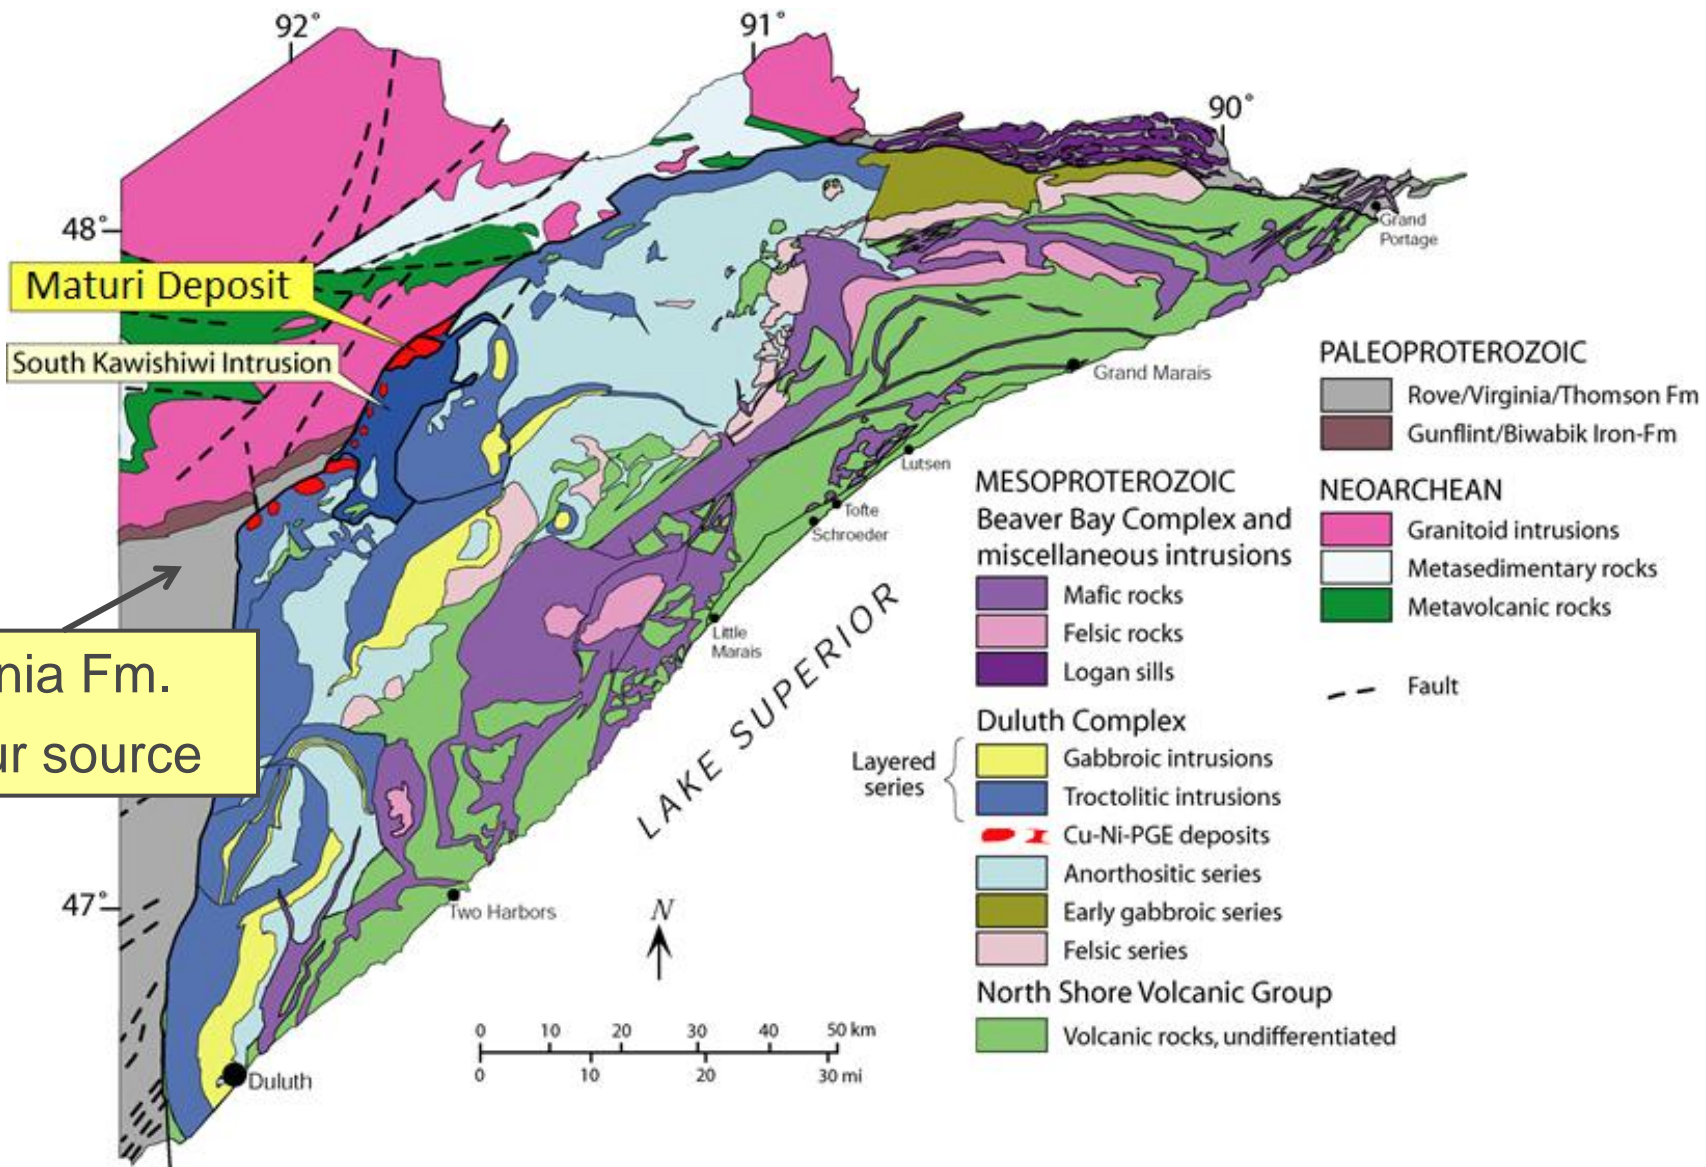 92°
91°
90°
48°
47°
Maturi Deposit
South Kawishiwi Intrusion
nia Fm.
ur source
Grand
Portage
Grand Marais
Lutsen
Tofte
Schroeder
Little
Marais
Two Harbors
Duluth
LAKE SUPERIOR
N
0 10 20 30 40 50 km
0 10 20 30 mi
MESOPROTEROZOIC
Beaver Bay Complex and
miscellaneous intrusions
Mafic rocks
Felsic rocks
Logan sills
Duluth Complex
Layered
series
Gabbroic intrusions
Troctolitic intrusions
Cu-Ni-PGE deposits
Anorthositic series
Early gabbroic series
Felsic series
North Shore Volcanic Group
Volcanic rocks, undifferentiated
PALEOPROTEROZOIC
Rove/Virginia/Thomson Fm
Gunflint/Biwabik Iron-Fm
NEOARCHEAN
Granitoid intrusions
Metasedimentary rocks
Metavolcanic rocks
Fault